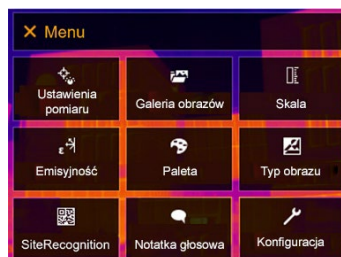 Menu
Ustawienia
pomiaru
Galeria obrazów
Skala
Emisyjność
Paleta
Typ obrazu
SiteRecognition
Notatka głosowa
Konfiguracja